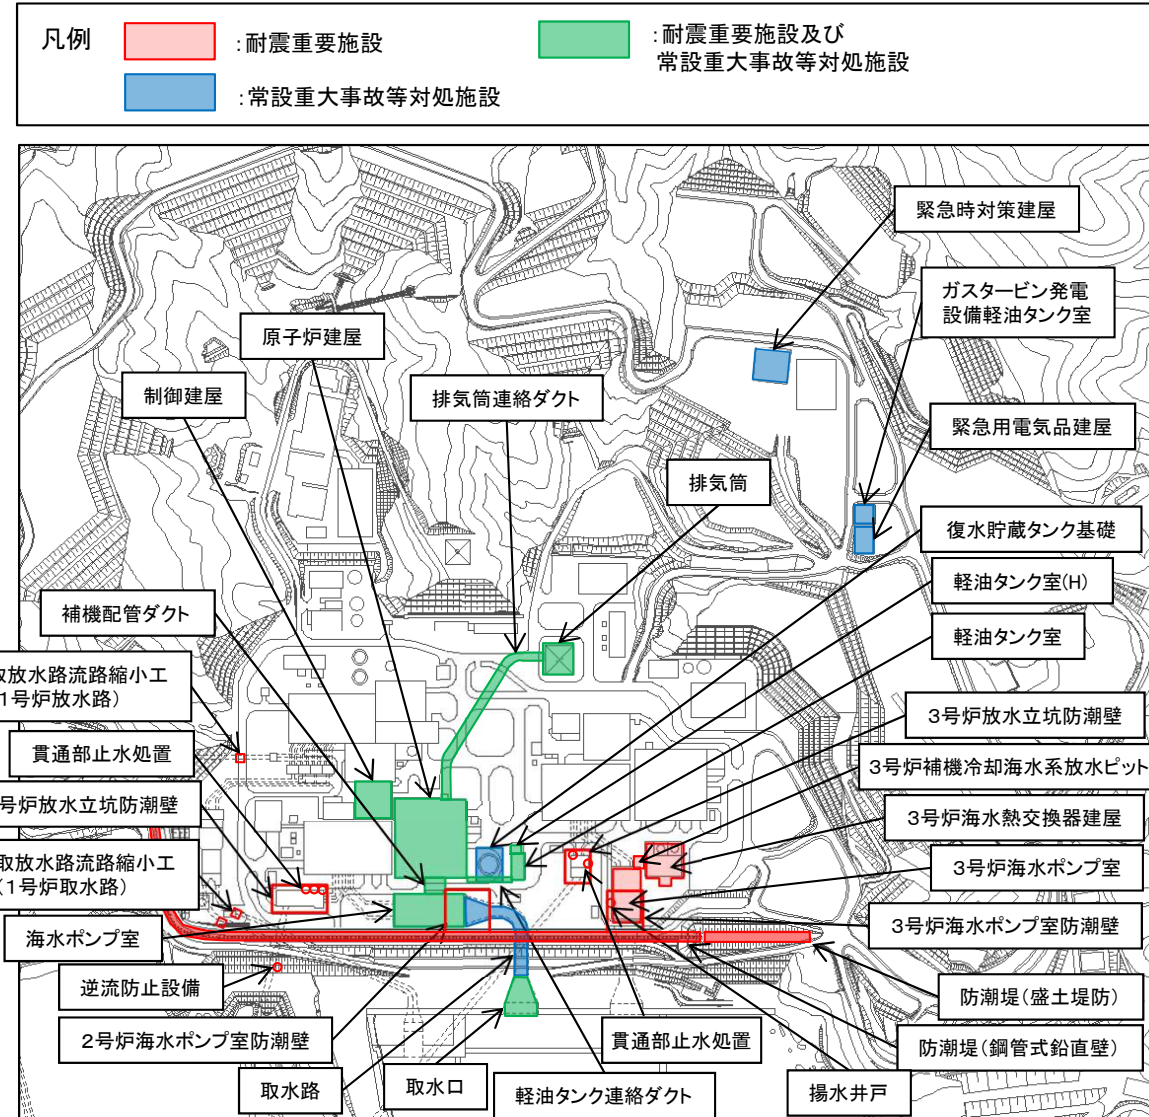 凡例
：耐震重要施設
：常設重大事故等対処施設
：耐震重要施設及び
常設重大事故等対処施設
緊急時対策建屋
ガスタービン発電
設備軽油タンク室
原子炉建屋
制御建屋
排気筒連絡ダクト
緊急用電気品建屋
排気筒
復水貯蔵タンク基礎
軽油タンク室(H)
補機配管ダクト
軽油タンク室
取放水路流路縮小工
(1号炉放水路)
3号炉放水立坑防潮壁
貫通部止水処置
3号炉補機冷却海水系放水ピット
号炉放水立坑防潮壁
3号炉海水熱交換器建屋
取放水路流路縮小工
(1号炉取水路)
3号炉海水ポンプ室
3号炉海水ポンプ室防潮壁
海水ポンプ室
逆流防止設備
防潮堤(盛土堤防)
2号炉海水ポンプ室防潮壁
貫通部止水処置
防潮堤(鋼管式鉛直壁)
取水路
取水口
軽油タンク連絡ダクト
揚水井戸